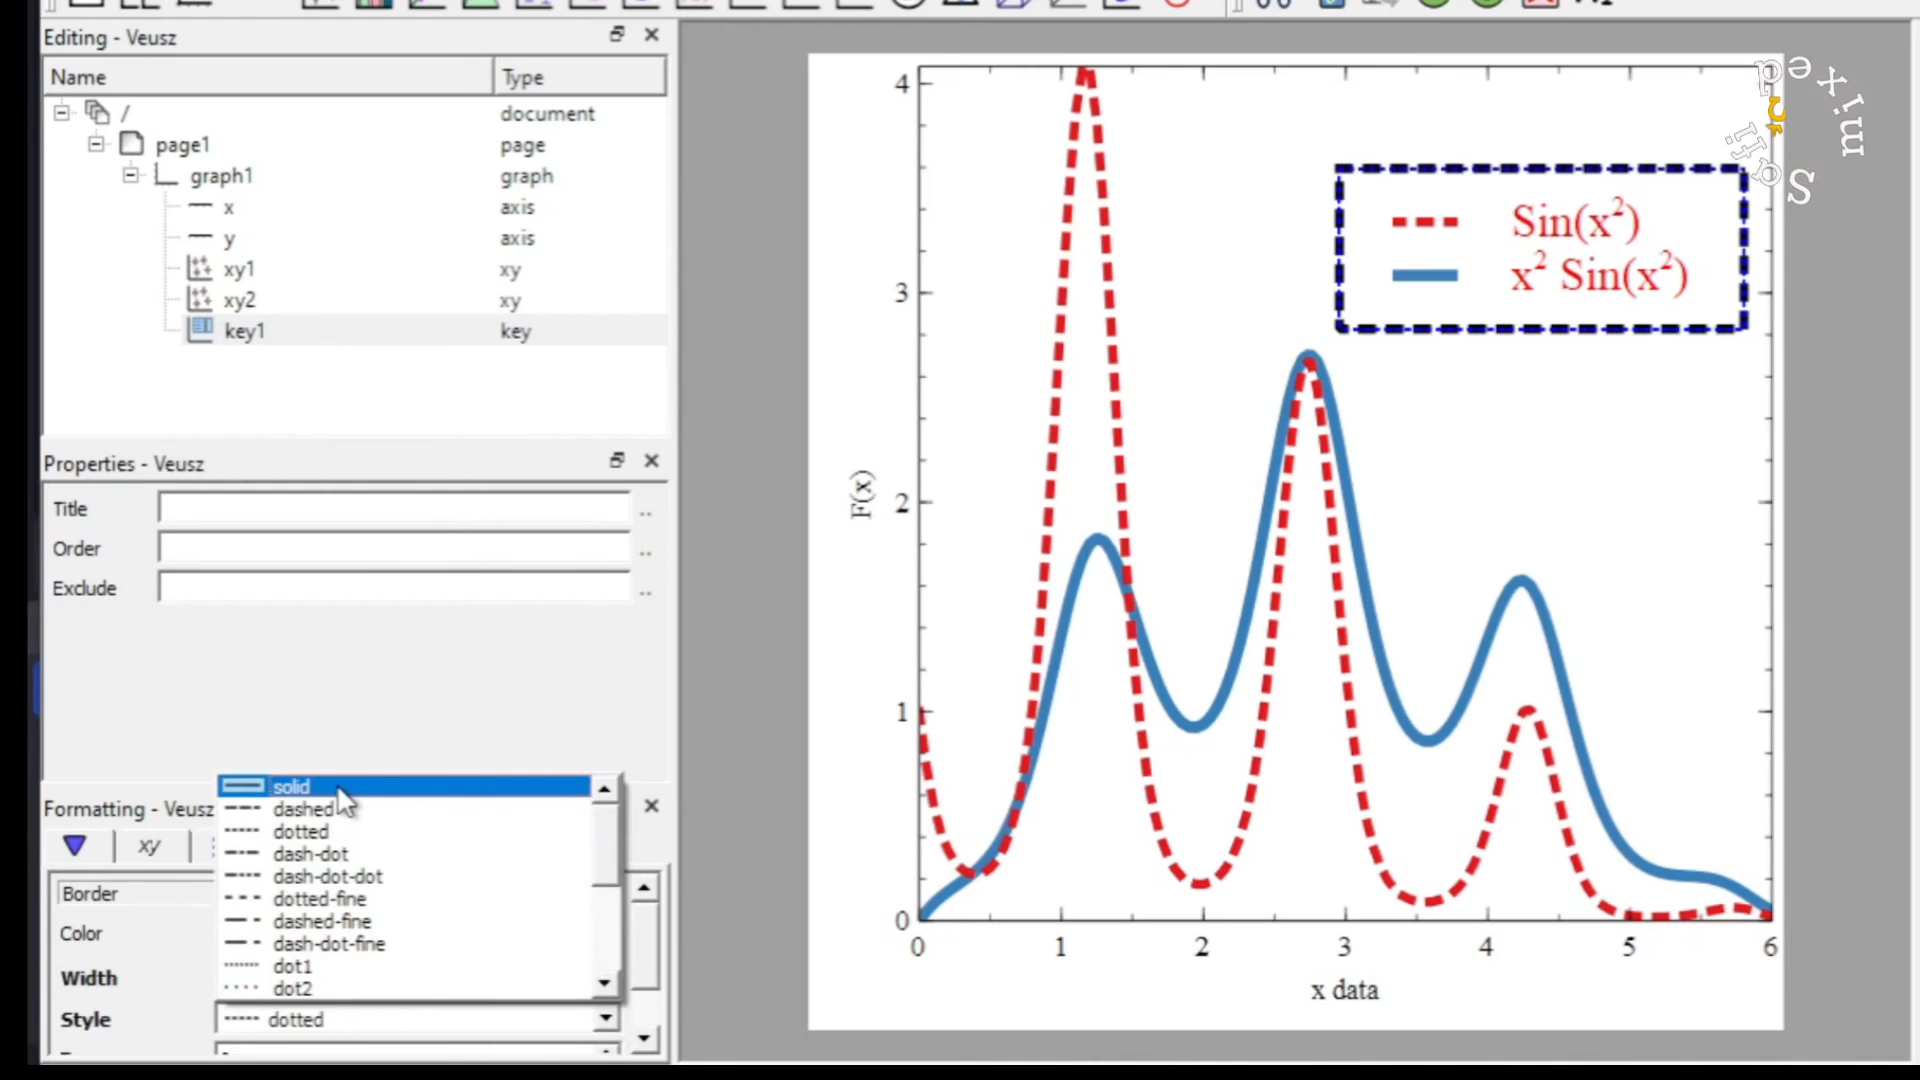 Editing - Veusz
Name Type
/ document
page1 page
graph1 graph
x axis
y axis
xy1 xy
xy2 xy
key1 key
Properties - Veusz
Title
Order
Exclude
Formatting - Veusz
xy
Border
Color
Width
Style
solid
dashed
dotted
dash-dot
dash-dot-dot
dotted-fine
dashed-fine
dash-dot-fine
dot1
dot2
dotted
Sin(x²)
x² Sin(x²)
F(x)
4
3
2
1
0
0 1 2 3 4 5 6
x data